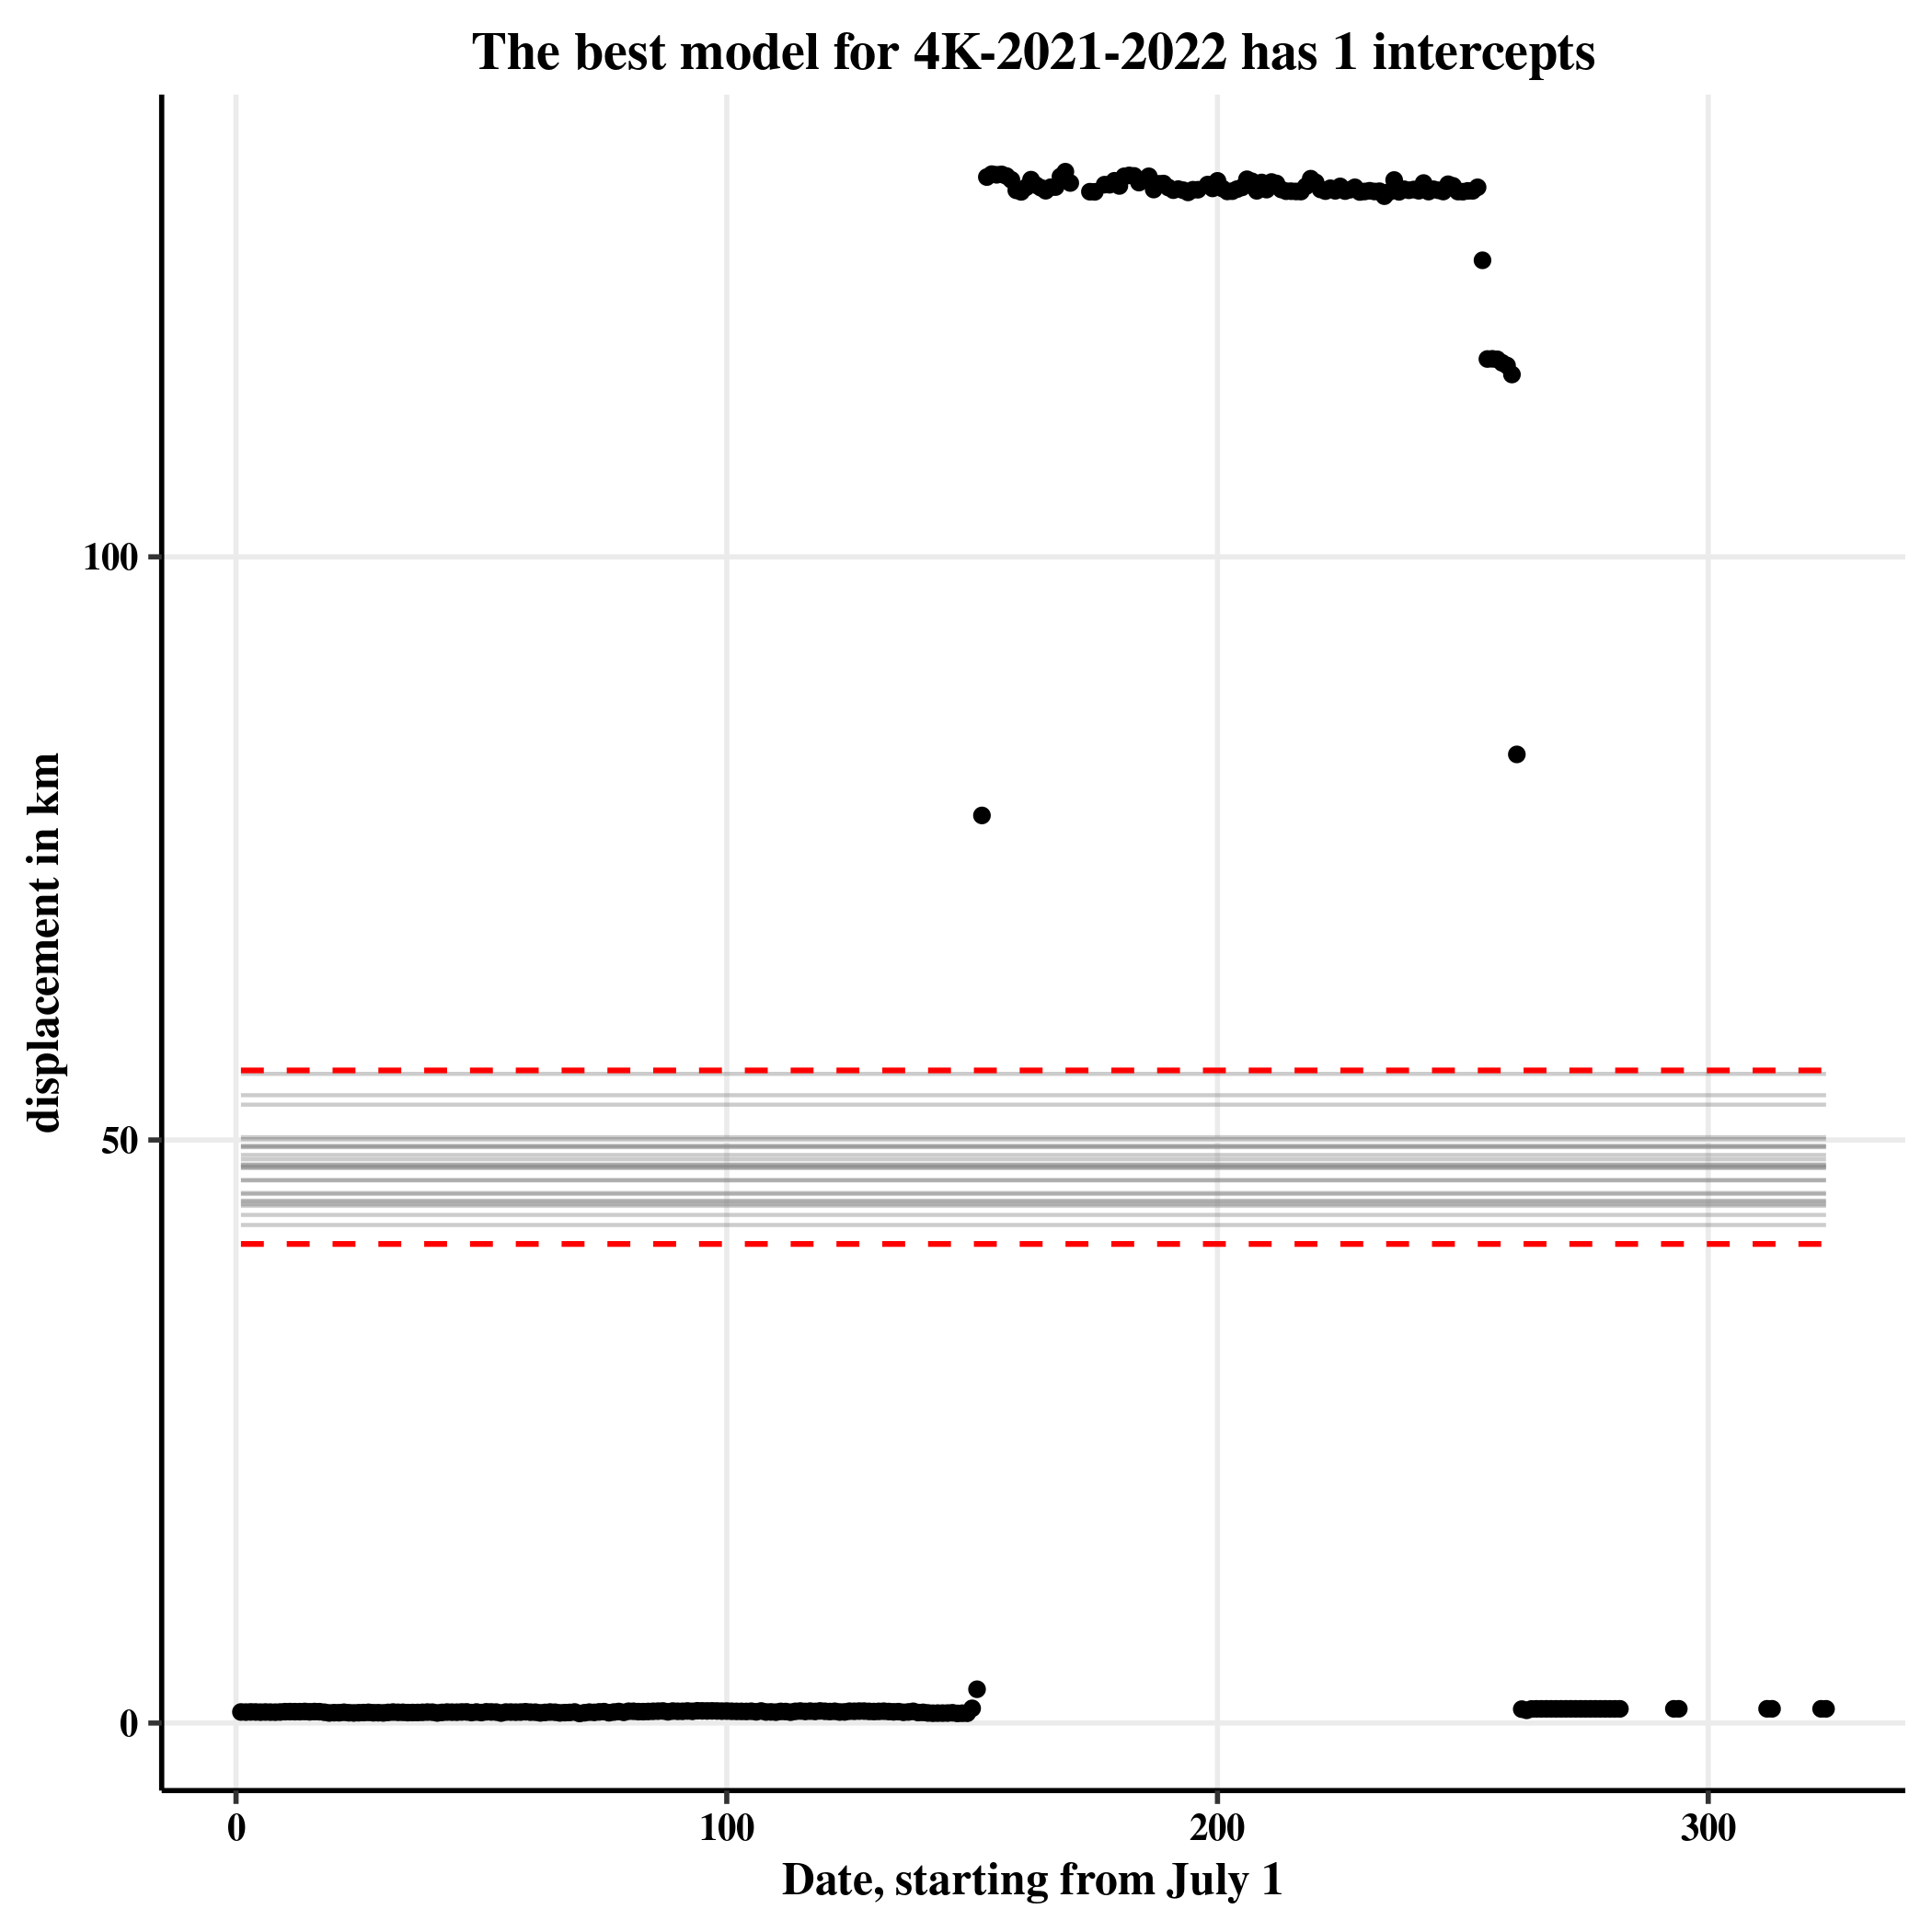 The best model for 4K-2021-2022 has 1 intercepts
displacement in km
100
50
0
0 100 200 300
Date, starting from July 1